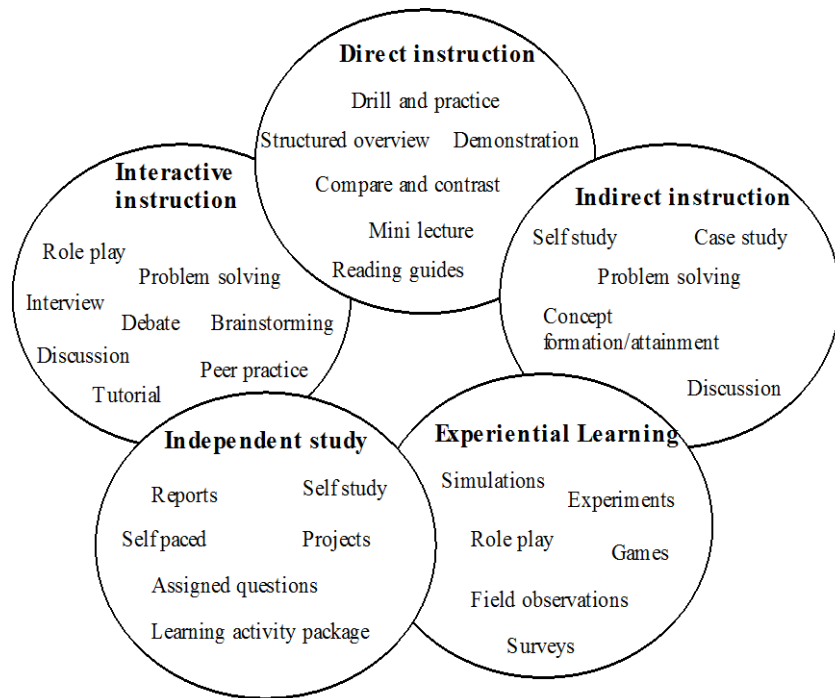 Direct instruction
Drill and practice
Structured overview
Demonstration
Compare and contrast
Mini lecture
Reading guides
Interactive
instruction
Role play
Problem solving
Interview
Debate
Brainstorming
Discussion
Peer practice
Tutorial
Indirect instruction
Self study
Case study
Problem solving
Concept
formation/attainment
Discussion
Independent study
Reports
Self study
Self paced
Projects
Assigned questions
Learning activity package
Experiential Learning
Simulations
Experiments
Role play
Games
Field observations
Surveys